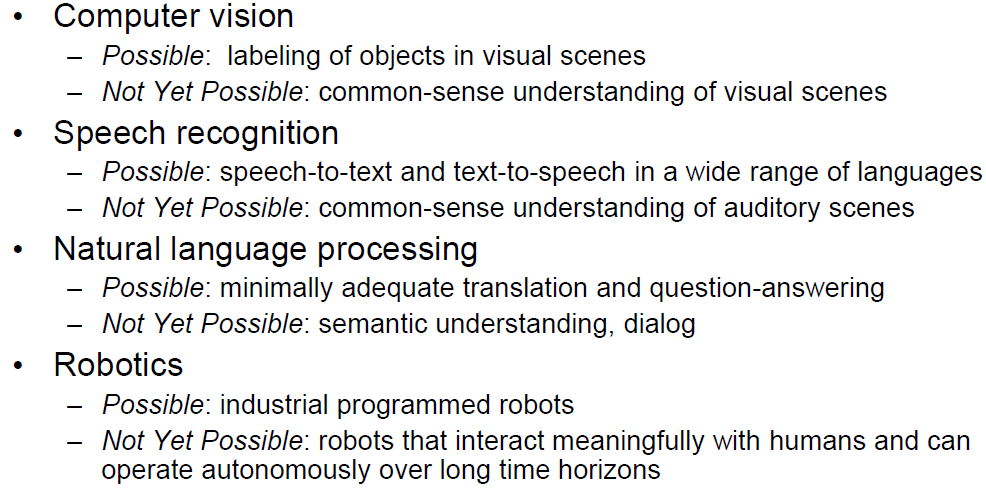 • Computer vision
– Possible: labeling of objects in visual scenes
– Not Yet Possible: common-sense understanding of visual scenes
• Speech recognition
– Possible: speech-to-text and text-to-speech in a wide range of languages
– Not Yet Possible: common-sense understanding of auditory scenes
• Natural language processing
– Possible: minimally adequate translation and question-answering
– Not Yet Possible: semantic understanding, dialog
• Robotics
– Possible: industrial programmed robots
– Not Yet Possible: robots that interact meaningfully with humans and can
operate autonomously over long time horizons